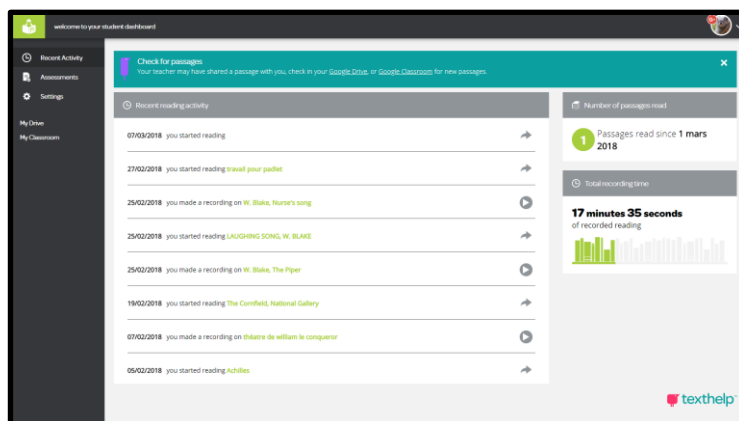 welcome to your student dashboard
Recent Activity
Assessments
Settings
My Drive
My Classroom
Check for passages
Your teacher may have shared a passage with you, check in your Google Drive, or Google Classroom for new passages.
Recent reading activity
07/03/2018 you started reading
27/02/2018 you started reading travail pour padlet
25/02/2018 you made a recording on W. Blake, Nurse's song
25/02/2018 you started reading LAUGHING SONG, W. BLAKE
25/02/2018 you made a recording on W. Blake, The Piper
19/02/2018 you started reading The Cornfield, National Gallery
07/02/2018 you made a recording on théatre de william le conqueror
05/02/2018 you started reading Achilles
Number of passages read
1
Passages read since 1 mars
2018
Total recording time
17 minutes 35 seconds
of recorded reading
texthelp